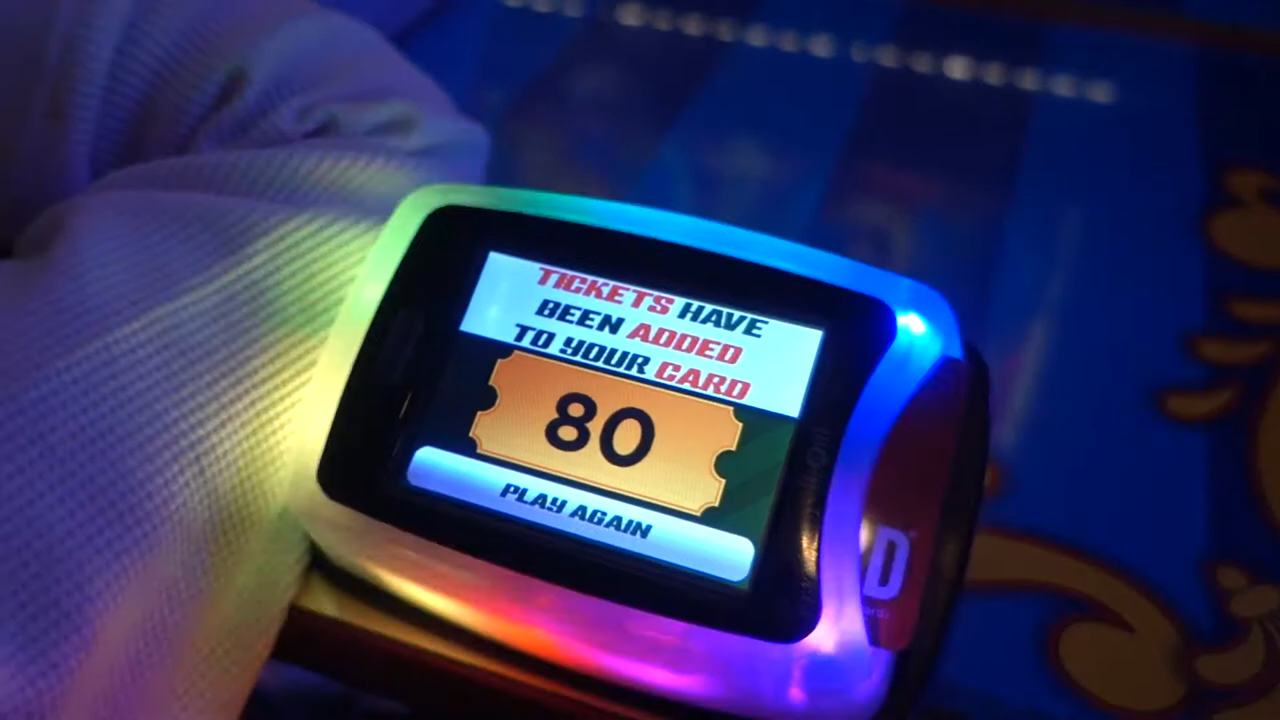 TICKETS HAVE
BEEN ADDED
TO YOUR CARD
80
PLAY AGAIN
D